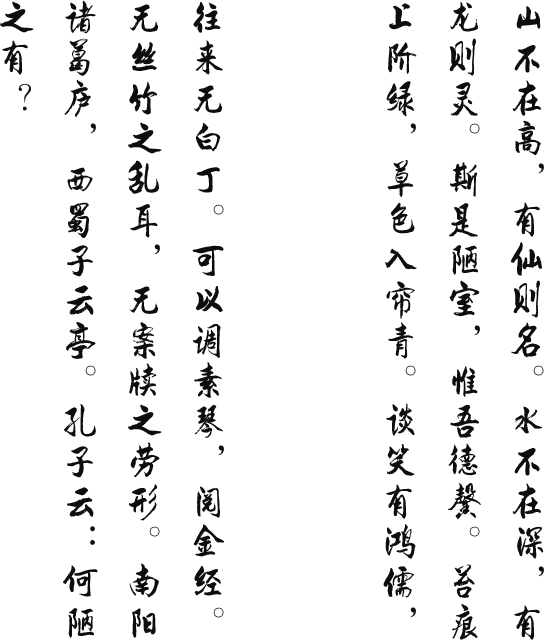 山不在高，有仙则名。水不在深，有
龙则灵。斯是陋室，惟吾德馨。苔痕
上阶绿，草色入帘青。谈笑有鸿儒，
往来无白丁。可以调素琴，阅金经。
无丝竹之乱耳，无案牍之劳形。南阳
诸葛庐，西蜀子云亭。孔子云：何陋
之有？